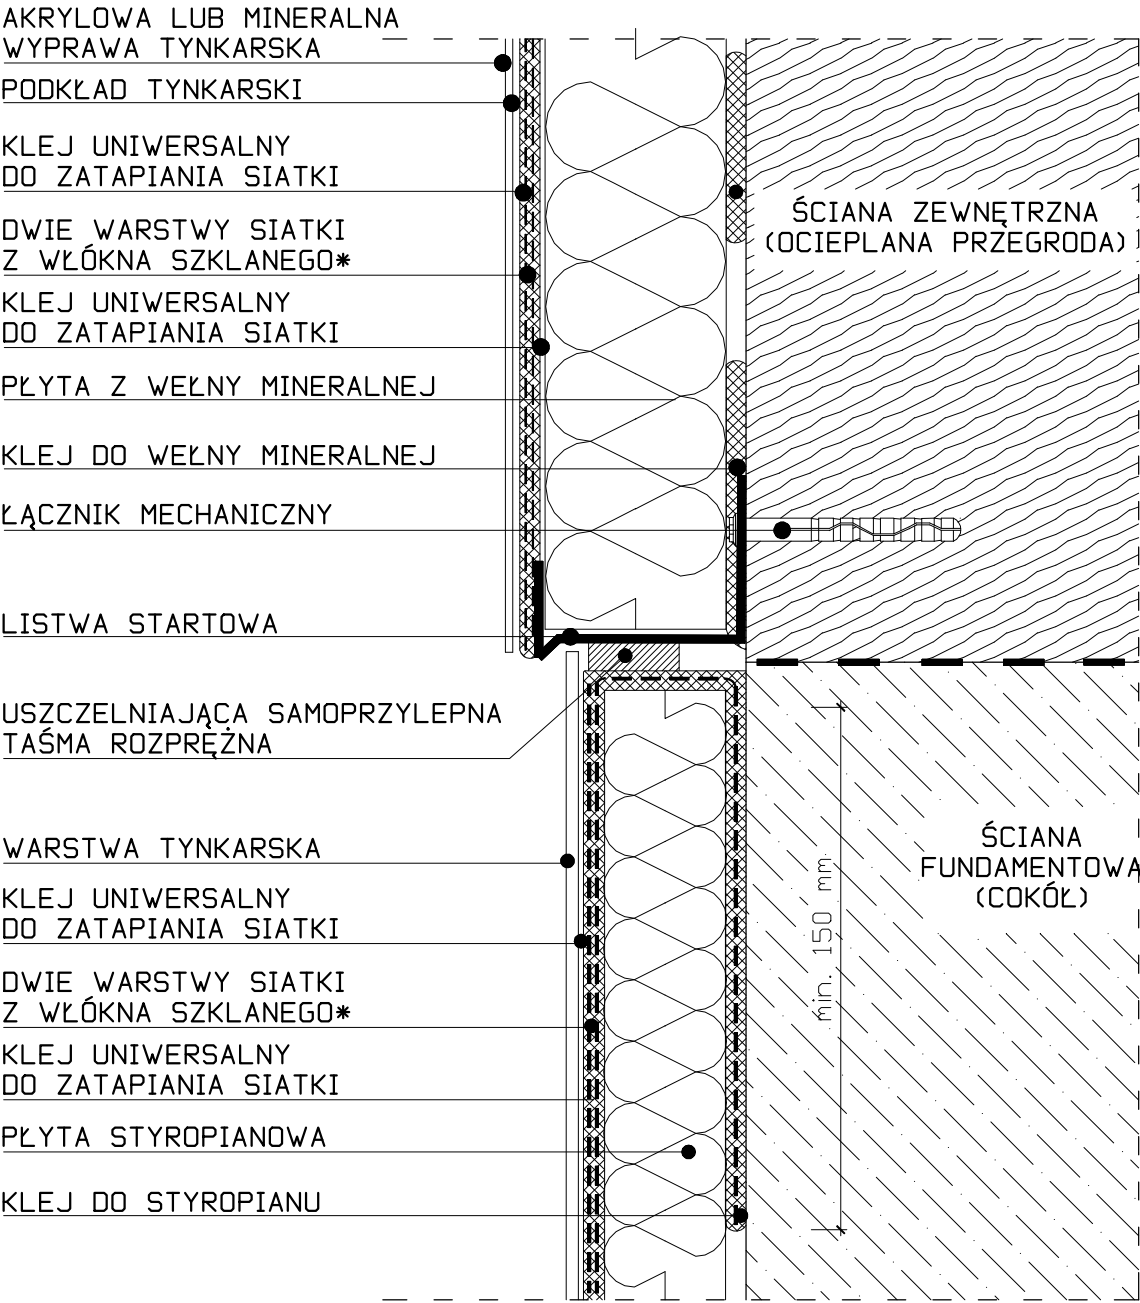 AKRYLOWA LUB MINERALNA
WYPRAWA TYNKARSKA
PODKŁAD TYNKARSKI
KLEJ UNIWERSALNY
DO ZATAPIANIA SIATKI
DWIE WARSTWY SIATKI
Z WŁÓKNA SZKLANEGO*
KLEJ UNIWERSALNY
DO ZATAPIANIA SIATKI
PŁYTA Z WEŁNY MINERALNEJ
KLEJ DO WEŁNY MINERALNEJ
ŁĄCZNIK MECHANICZNY
LISTWA STARTOWA
USZCZELNIAJĄCA SAMOPRZYLEPNA
TAŚMA ROZPRĘŻNA
WARSTWA TYNKARSKA
KLEJ UNIWERSALNY
DO ZATAPIANIA SIATKI
DWIE WARSTWY SIATKI
Z WŁÓKNA SZKLANEGO*
KLEJ UNIWERSALNY
DO ZATAPIANIA SIATKI
PŁYTA STYROPIANOWA
KLEJ DO STYROPIANU
ŚCIANA ZEWNĘTRZNA
(OCIEPLANA PRZEGRODA)
ŚCIANA
FUNDAMENTOWA
(COKÓŁ)
min. 150 mm